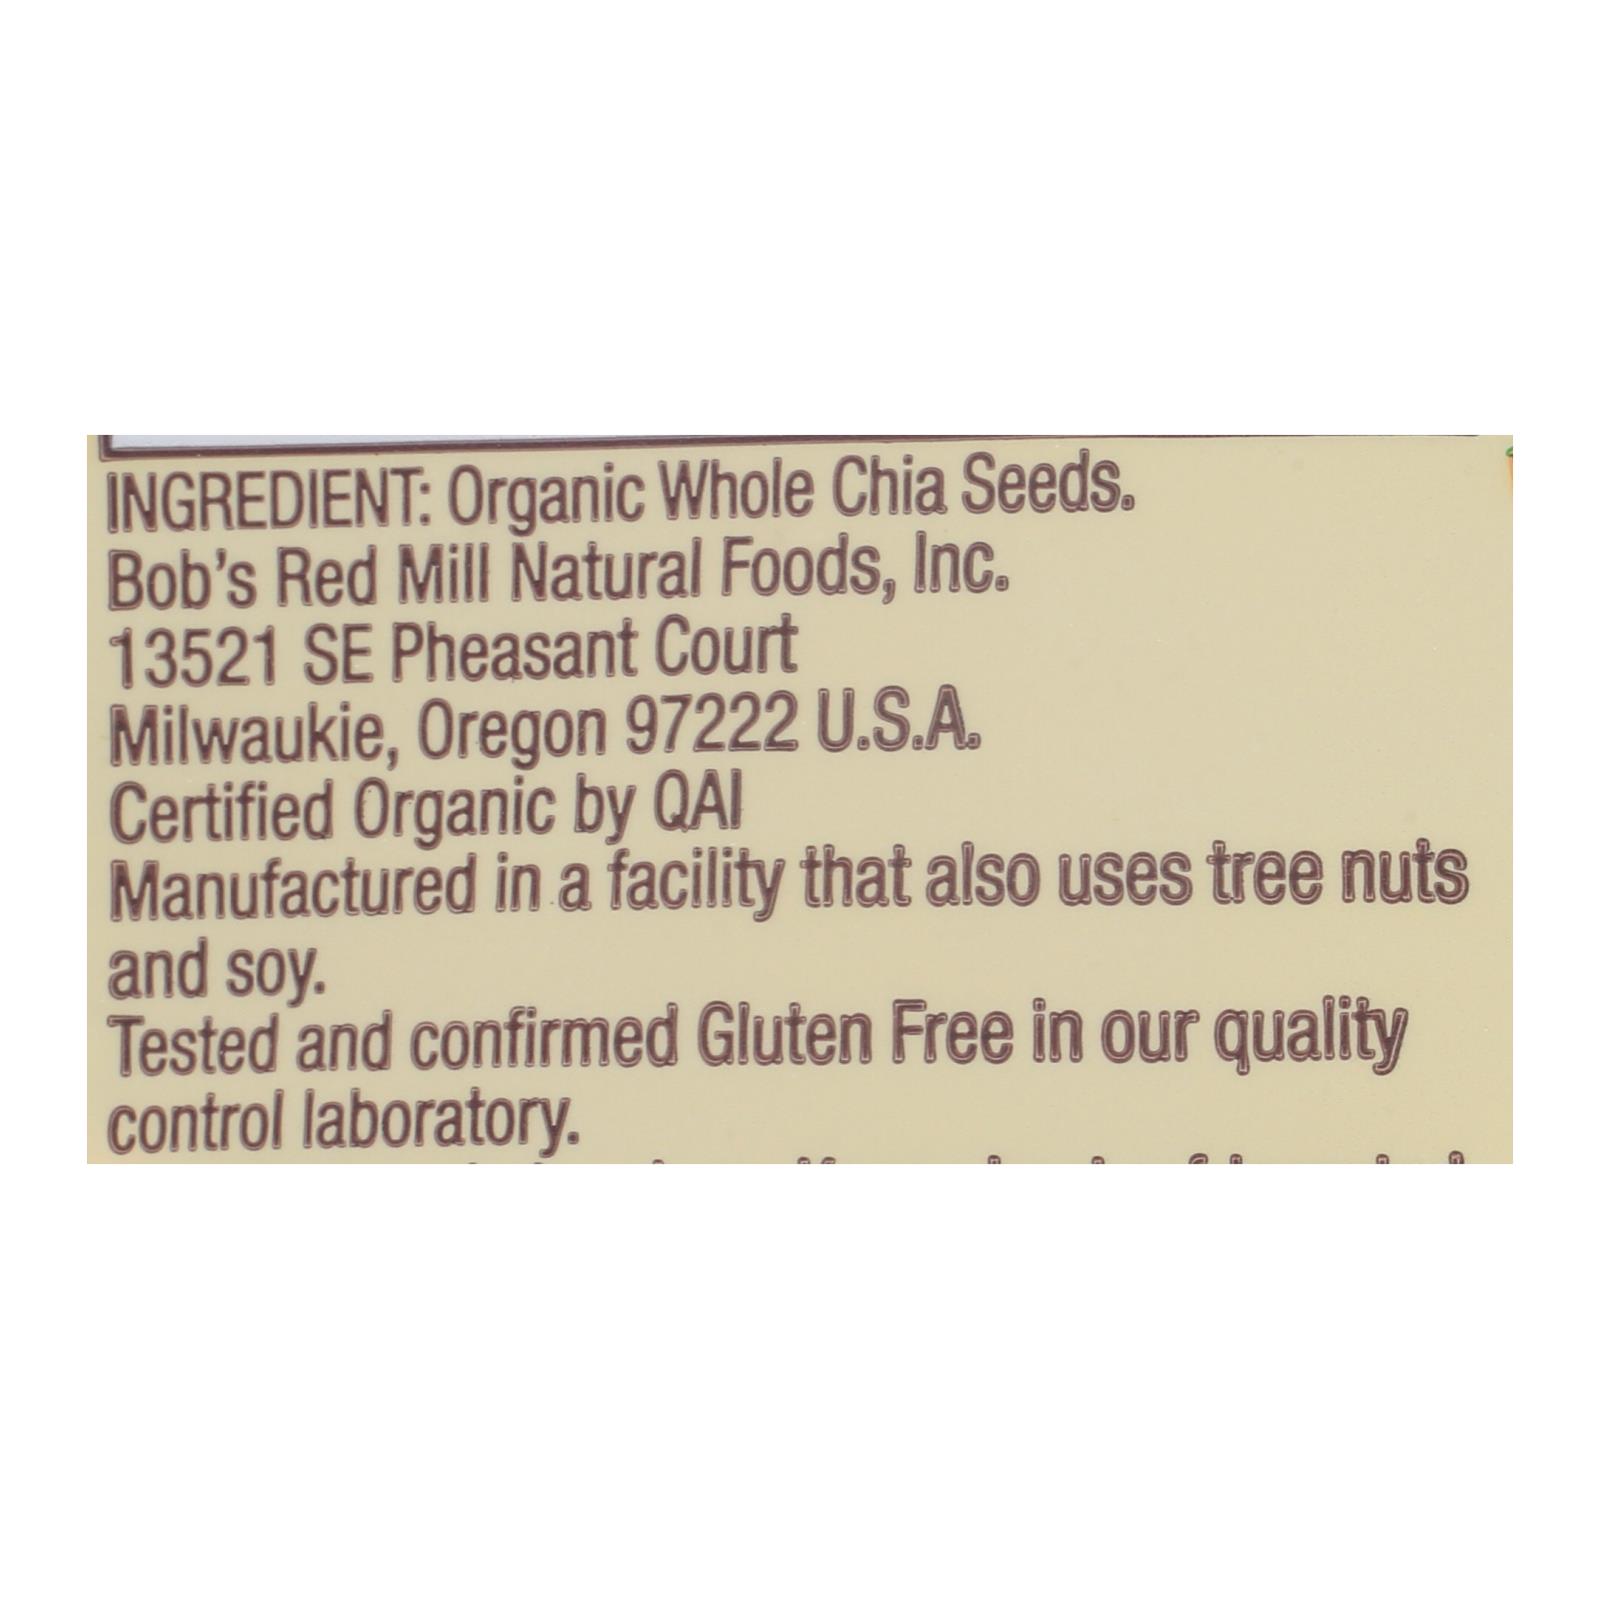 INGREDIENT: Organic Whole Chia Seeds.
Bob's Red Mill Natural Foods, Inc.
13521 SE Pheasant Court
Milwaukie, Oregon 97222 U.S.A.
Certified Organic by QAI
Manufactured in a facility that also uses tree nuts
and soy.
Tested and confirmed Gluten Free in our quality
control laboratory.